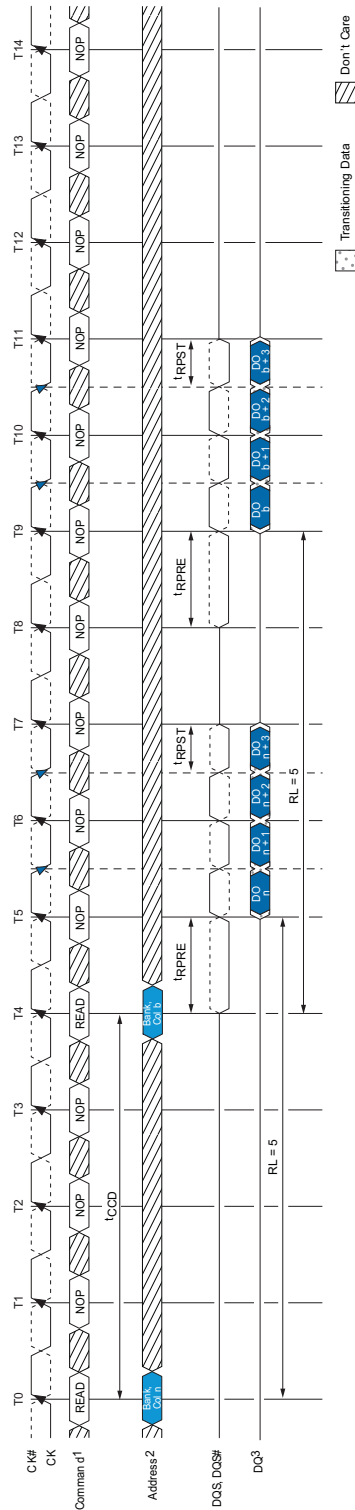 T0 T1 T2 T3 T4 T5 T6 T7 T8 T9 T10 T11 T12 T13 T14
CK#
CK
Command1 READ NOP NOP NOP READ NOP NOP NOP NOP NOP NOP NOP NOP NOP NOP
tCCD
Address2 Bank, Col n Bank, Col b
tRPRE tRPST tRPRE tRPST
DQS, DQS#
DQ3 DO n DO n + 1 DO n + 2 DO n + 3 DO b DO b + 1 DO b + 2 DO b + 3
RL = 5
RL = 5
Transitioning Data Don't Care